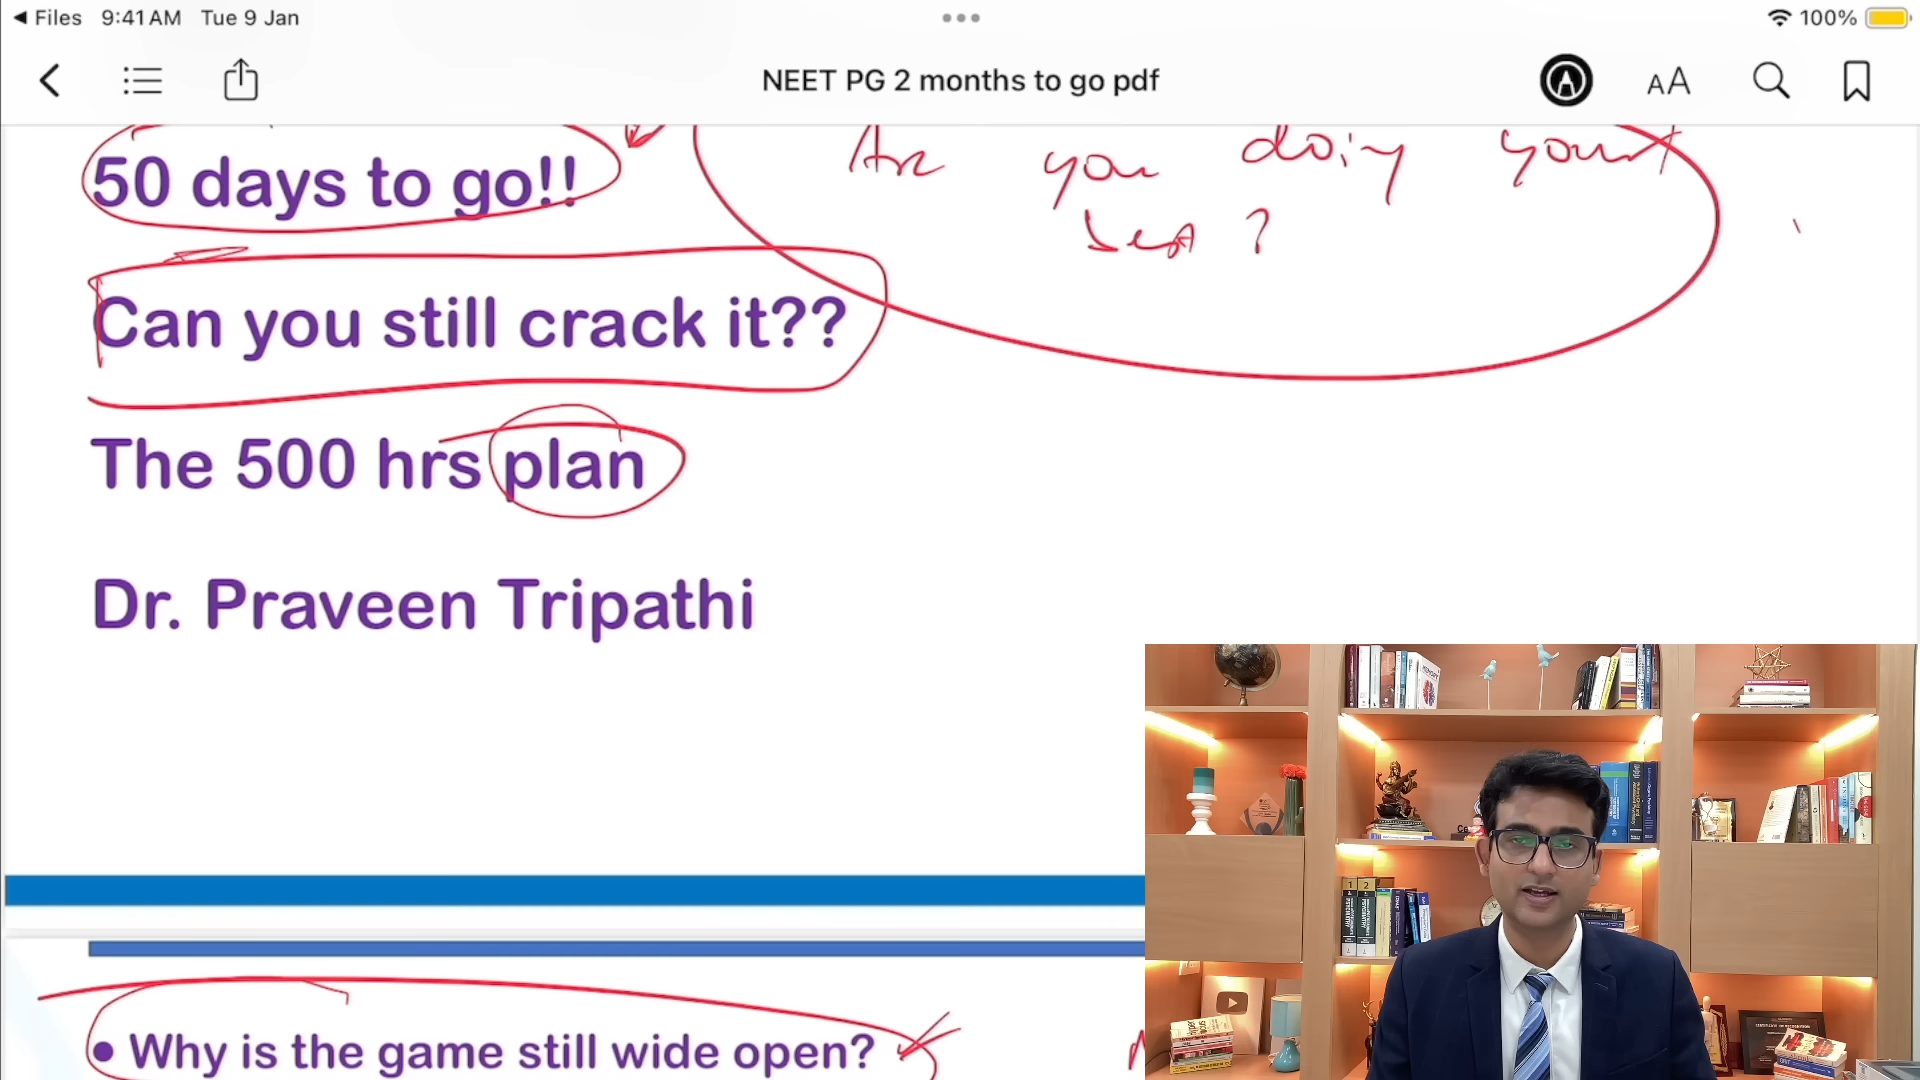 Files 9:41 AM Tue 9 Jan
100%
NEET PG 2 months to go pdf
AA
Are you doing your
best ?
50 days to go!!
Can you still crack it??
The 500 hrs plan
Dr. Praveen Tripathi
• Why is the game still wide open?
1 2